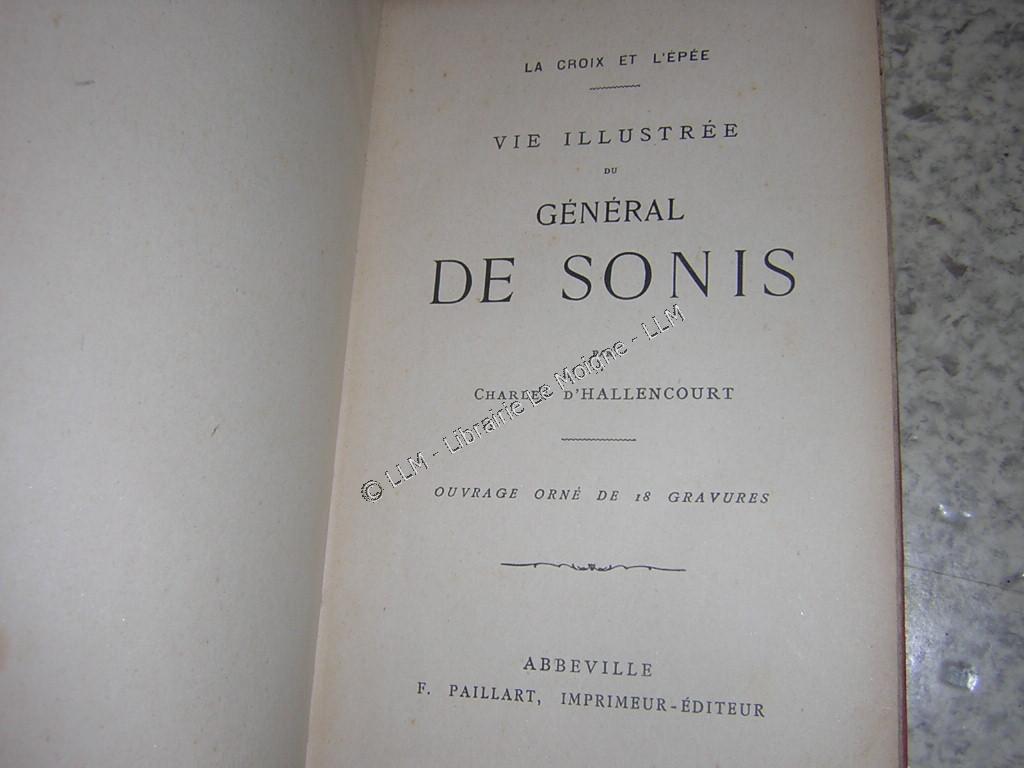 LA CROIX ET L'ÉPÉE
VIE ILLUSTRÉE
DU
GÉNÉRAL
DE SONIS
CHARLES D'HALLENCOURT
OUVRAGE ORNÉ DE 18 GRAVURES
ABBEVILLE
F. PAILLART, IMPRIMEUR-ÉDITEUR
© LLM - Librairie Le Moigne - LLM